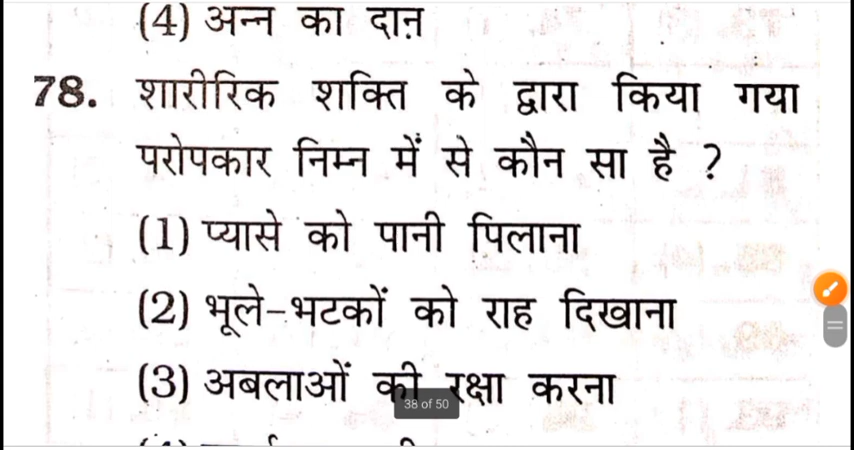 (4) अन्न का दान
78. शारीरिक शक्ति के द्वारा किया गया
परोपकार निम्न में से कौन सा है ?
(1) प्यासे को पानी पिलाना
(2) भूले-भटकों को राह दिखाना
(3) अबलाओं की रक्षा करना
38 of 50